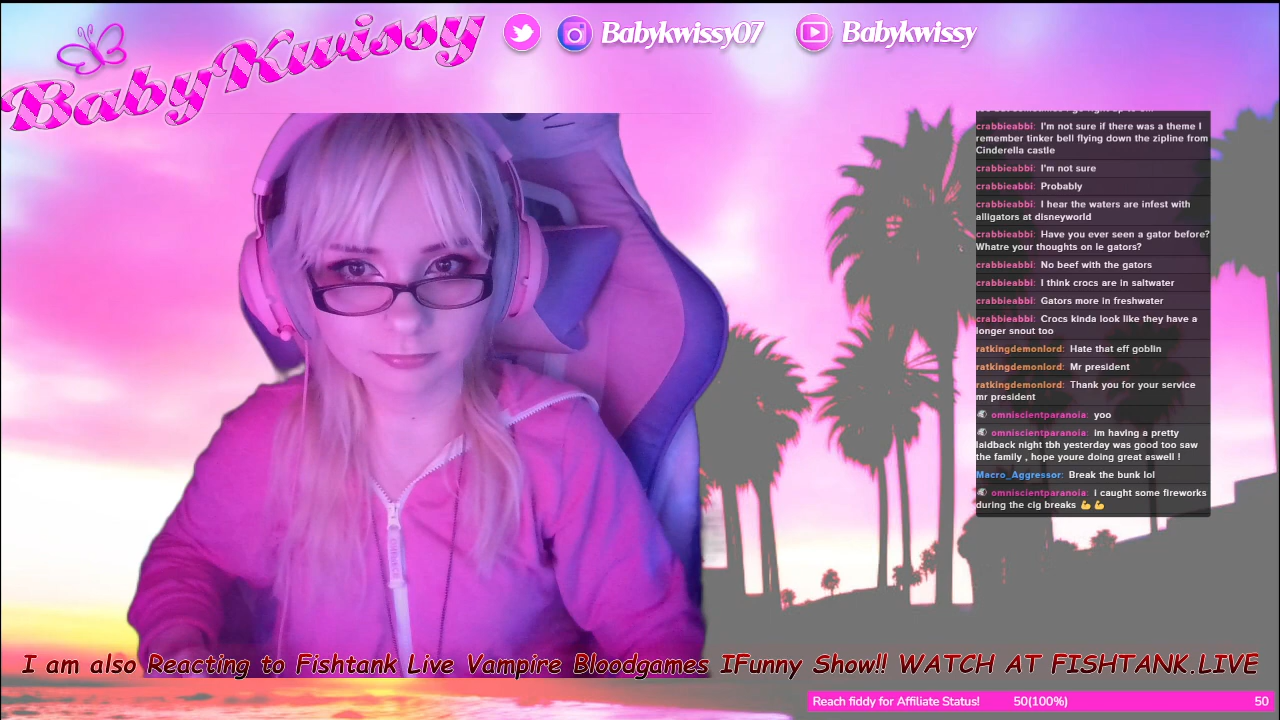 BabyKwissy
Babykwissy07
Babykwissy
crabbieabbi: I'm not sure if there was a theme I
remember tinker bell flying down the zipline from
Cinderella castle
crabbieabbi: I'm not sure
crabbieabbi: Probably
crabbieabbi: I hear the waters are infest with
alligators at disneyworld
crabbieabbi: Have you ever seen a gator before?
Whatre your thoughts on le gators?
crabbieabbi: No beef with the gators
crabbieabbi: I think crocs are in saltwater
crabbieabbi: Gators more in freshwater
crabbieabbi: Crocs kinda look like they have a
longer snout too
ratkingdemonlord: Hate that eff goblin
ratkingdemonlord: Mr president
ratkingdemonlord: Thank you for your service
mr president
omniscientparanoia: yoo
omniscientparanoia: im having a pretty
laidback night tbh yesterday was good too saw
the family , hope youre doing great aswell !
Macro_Aggressor: Break the bunk lol
omniscientparanoia: i caught some fireworks
during the cig breaks 💪💪
I am also Reacting to Fishtank Live Vampire Bloodgames IFunny Show!! WATCH AT FISHTANK.LIVE
Reach fiddy for Affiliate Status! 50(100%) 50